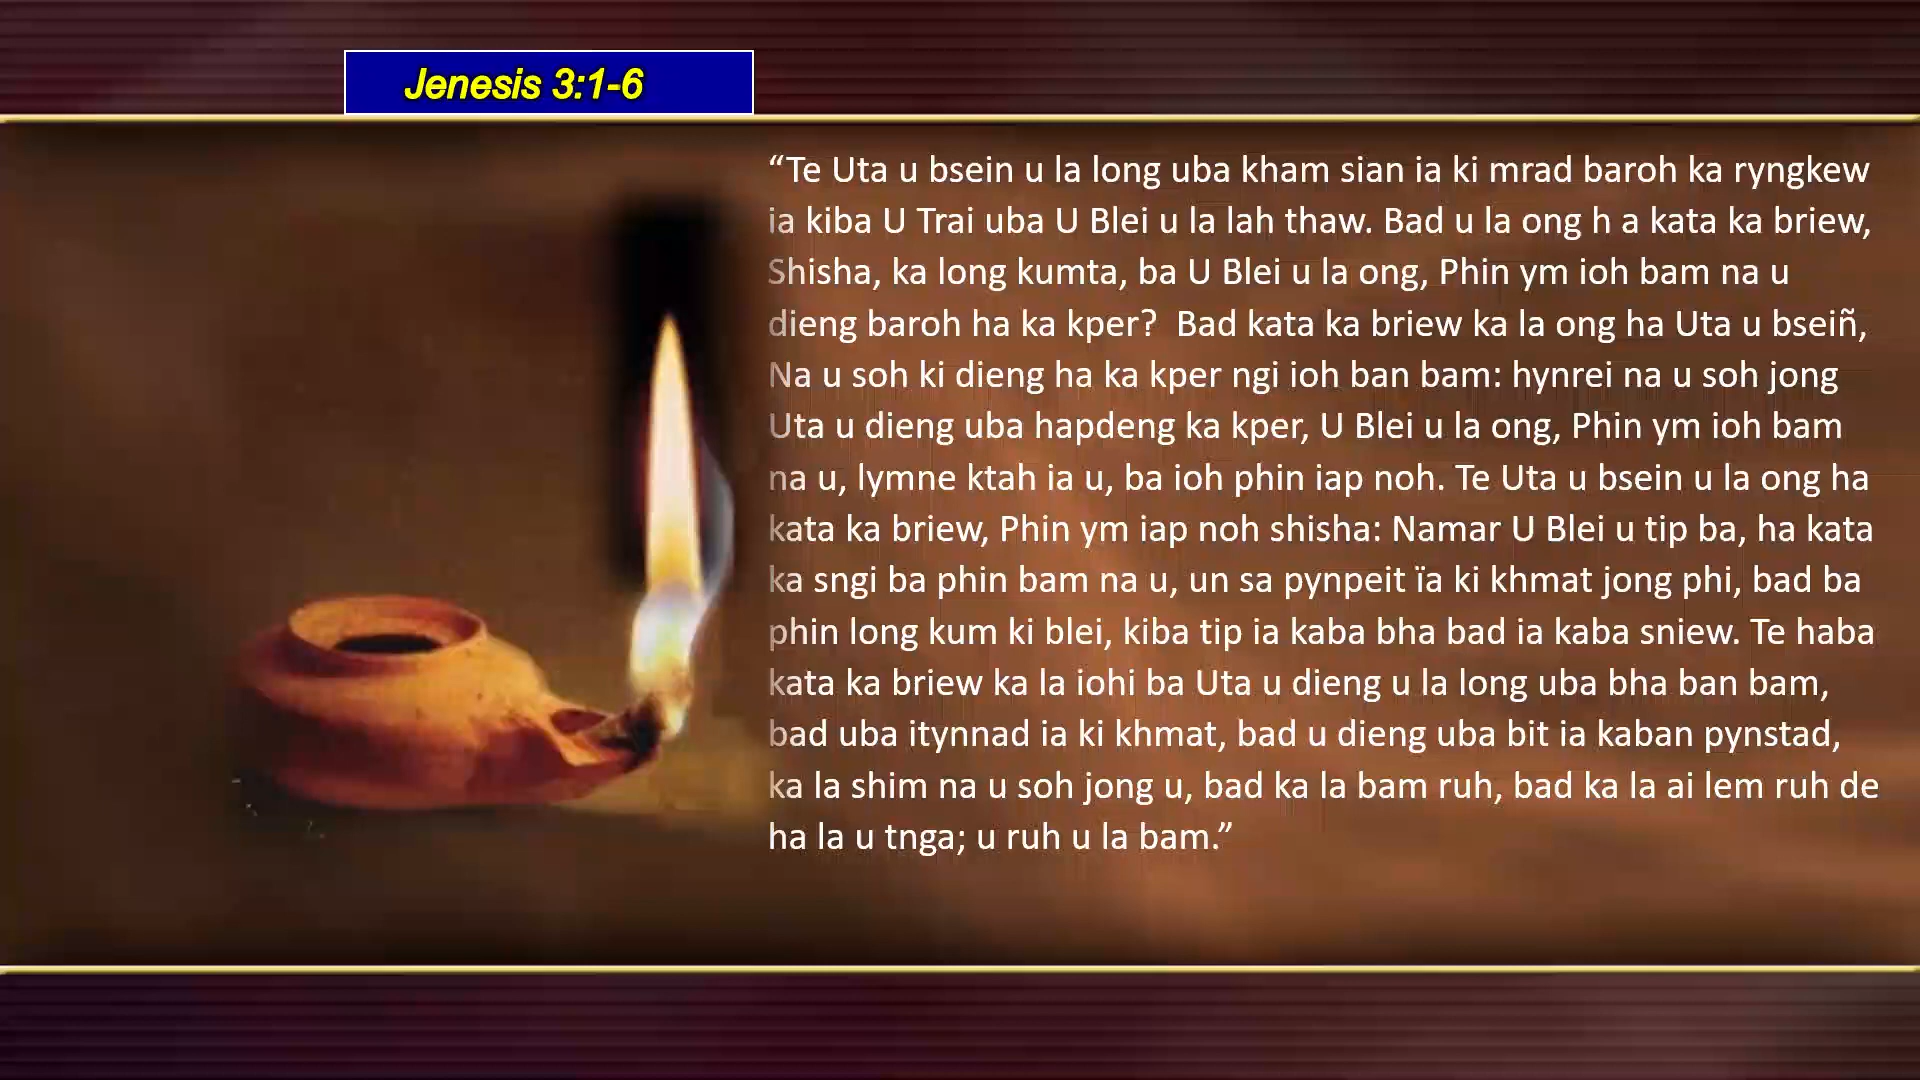 Jenesis 3:1-6
“Te Uta u bsein u la long uba kham sian ia ki mrad baroh ka ryngkew
ia kiba U Trai uba U Blei u la lah thaw. Bad u la ong h a kata ka briew,
Shisha, ka long kumta, ba U Blei u la ong, Phin ym ioh bam na u
dieng baroh ha ka kper?  Bad kata ka briew ka la ong ha Uta u bseiñ,
Na u soh ki dieng ha ka kper ngi ioh ban bam: hynrei na u soh jong
Uta u dieng uba hapdeng ka kper, U Blei u la ong, Phin ym ioh bam
na u, lymne ktah ia u, ba ioh phin iap noh. Te Uta u bsein u la ong ha
kata ka briew, Phin ym iap noh shisha: Namar U Blei u tip ba, ha kata
ka sngi ba phin bam na u, un sa pynpeit ïa ki khmat jong phi, bad ba
phin long kum ki blei, kiba tip ia kaba bha bad ia kaba sniew. Te haba
kata ka briew ka la iohi ba Uta u dieng u la long uba bha ban bam,
bad uba itynnad ia ki khmat, bad u dieng uba bit ia kaban pynstad,
ka la shim na u soh jong u, bad ka la bam ruh, bad ka la ai lem ruh de
ha la u tnga; u ruh u la bam.”